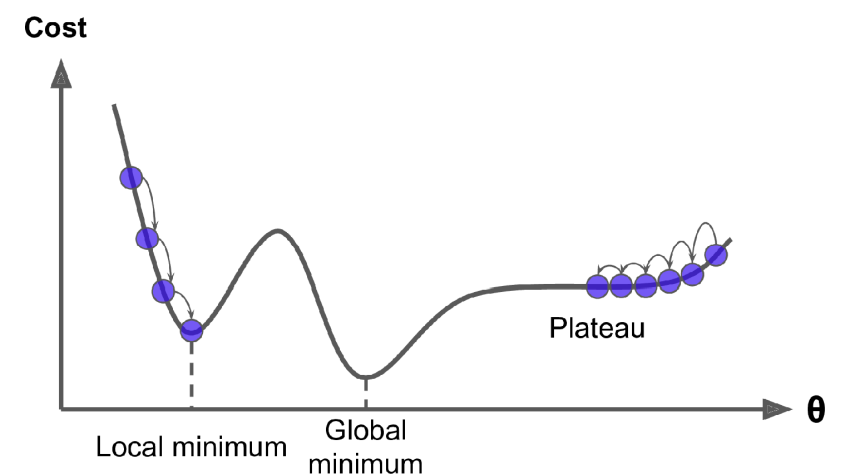 Cost
Plateau
θ
Local minimum
Global
minimum